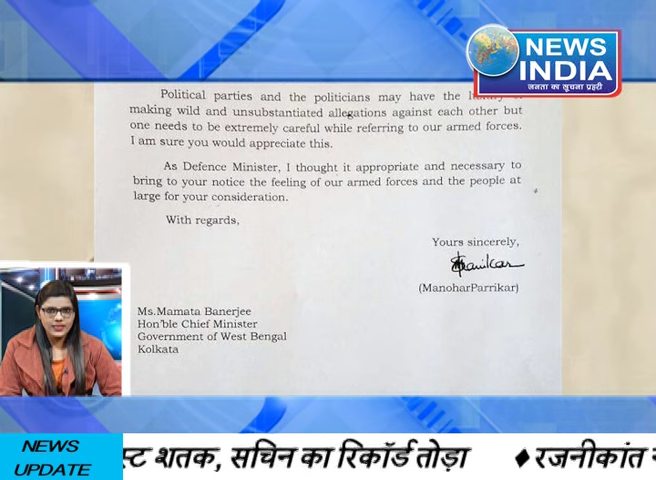 NEWS
INDIA
जनता का सूचना प्रहरी
Political parties and the politicians may have the
making wild and unsubstantiated allegations against each other but
one needs to be extremely careful while referring to our armed forces.
I am sure you would appreciate this.
As Defence Minister, I thought it appropriate and necessary to
bring to your notice the feeling of our armed forces and the people at
large for your consideration.
With regards,
Yours sincerely,
(ManoharParrikar)
Ms.Mamata Banerjee
Hon'ble Chief Minister
Government of West Bengal
Kolkata
NEWS
UPDATE
स्ट शतक, सचिन का रिकॉर्ड तोड़ा ♦ रजनीकांत